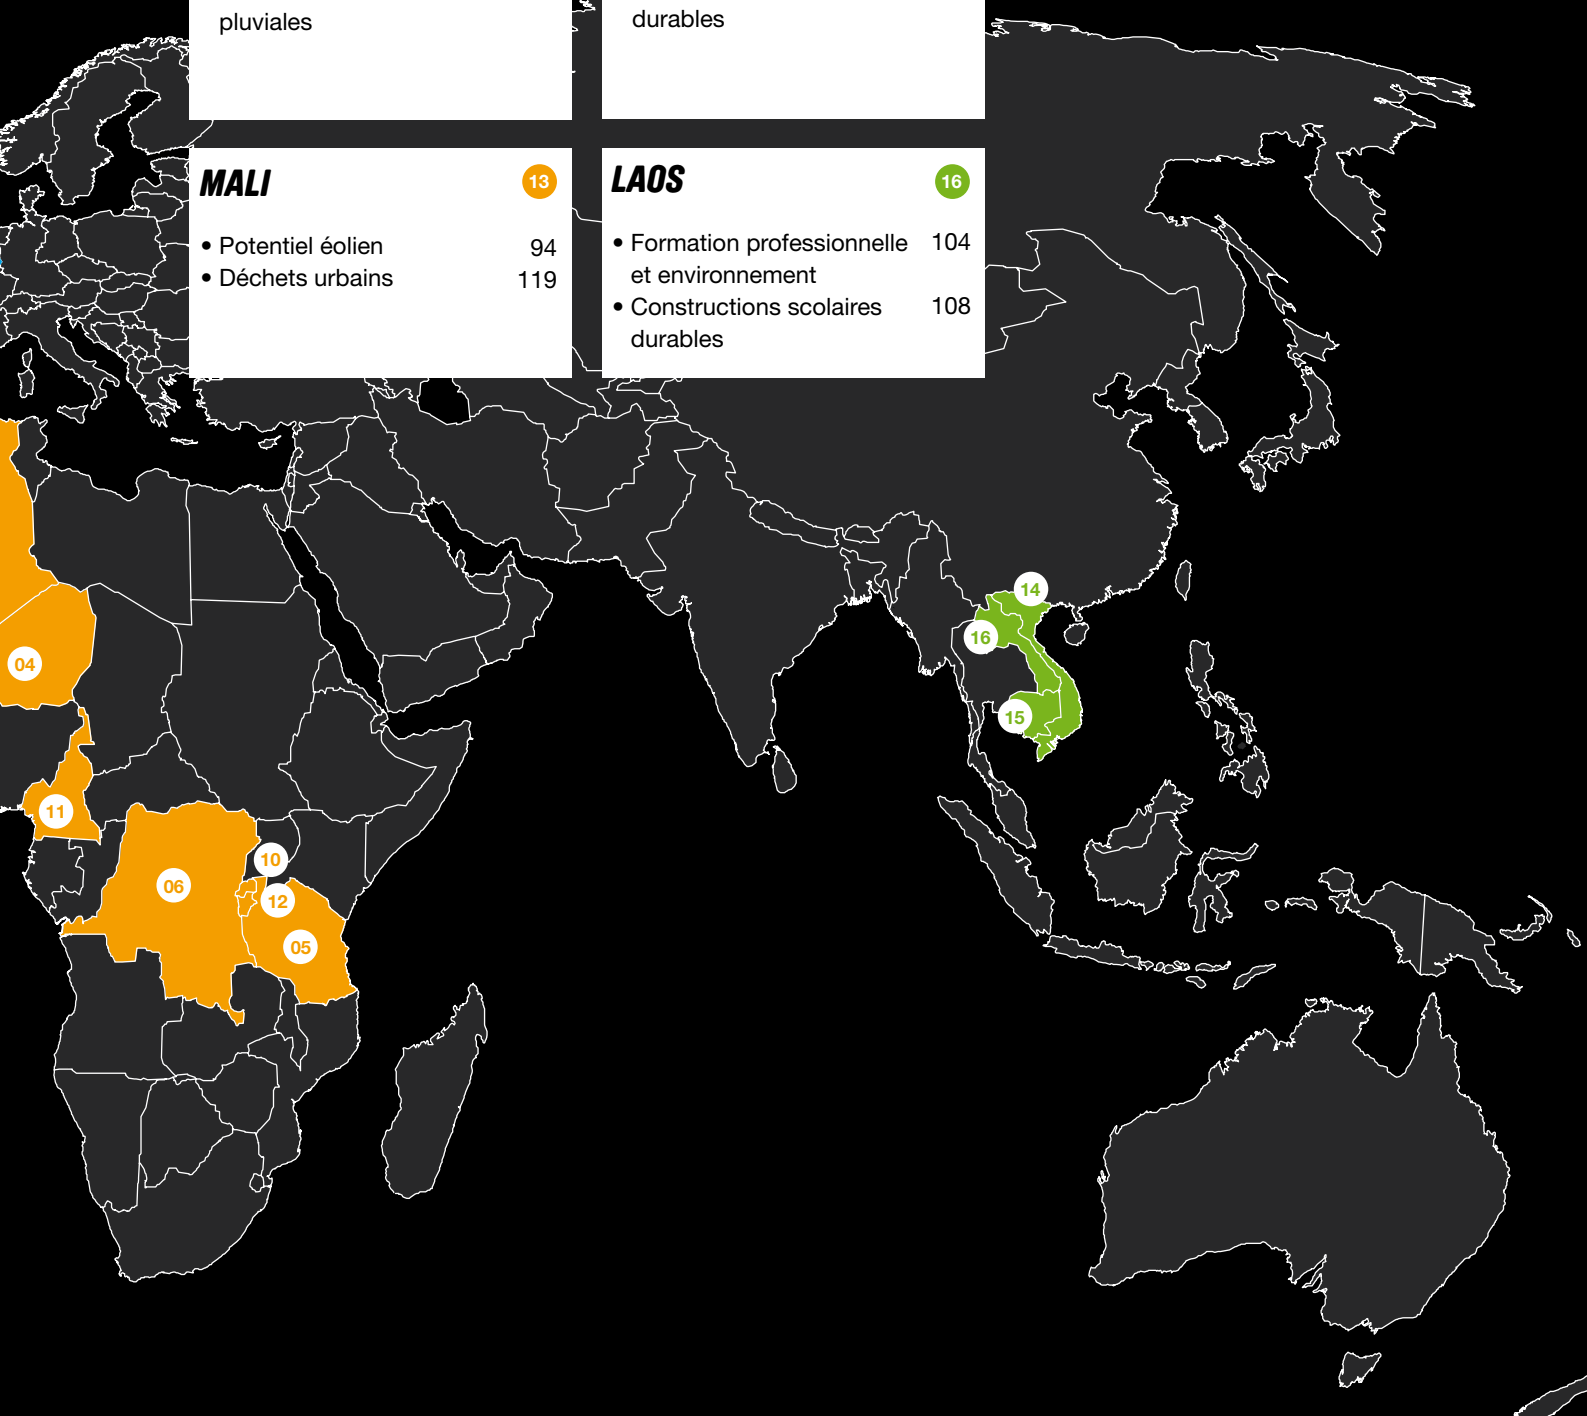 pluviales
durables
MALI 13
• Potentiel éolien 94
• Déchets urbains 119
LAOS 16
• Formation professionnelle 104
et environnement
• Constructions scolaires 108
durables
14
16
15
04
11
06
10
12
05